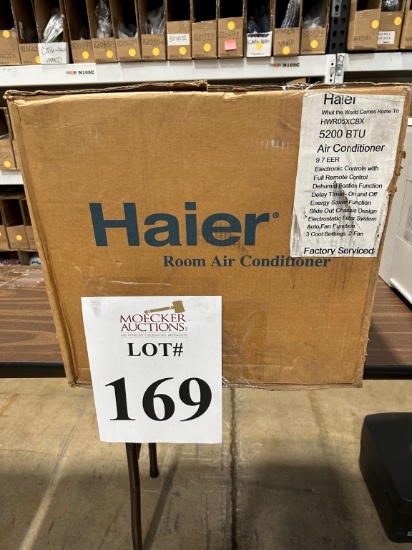 Haier
What the World Comes Home To
HWR05XCBX
5200 BTU
Air Conditioner
9.7 EER
Electronic Controls with
Full Remote Control
Dehumidification Function
Delay Timer - On and Off
Energy Saver Function
Slide Out Chassis Design
Electrostatic Filter System
Auto Fan Function
3 Cool Settings, 2 Fan
Factory Serviced
Haier®
Room Air Conditioner
MOECKER
AUCTIONS
LOT#
169